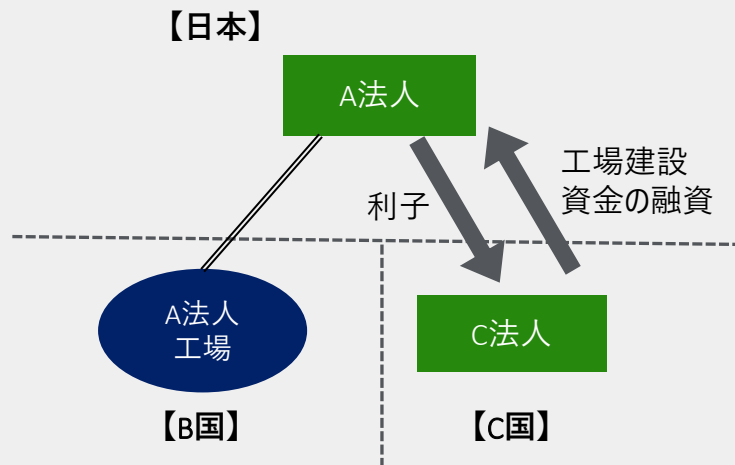 【日本】
A法人
工場建設
資金の融資
利子
A法人
工場
C法人
【B国】
【C国】